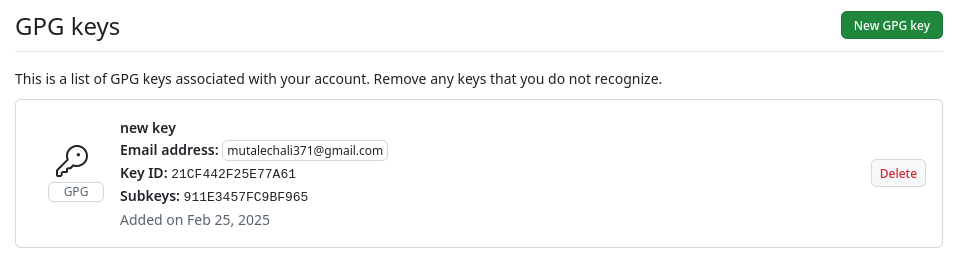 GPG keys
New GPG key
This is a list of GPG keys associated with your account. Remove any keys that you do not recognize.
new key
Email address: mutalechali371@gmail.com
Key ID: 21CF442F25E77A61
Subkeys: 911E3457FC9BF965
Added on Feb 25, 2025
GPG
Delete